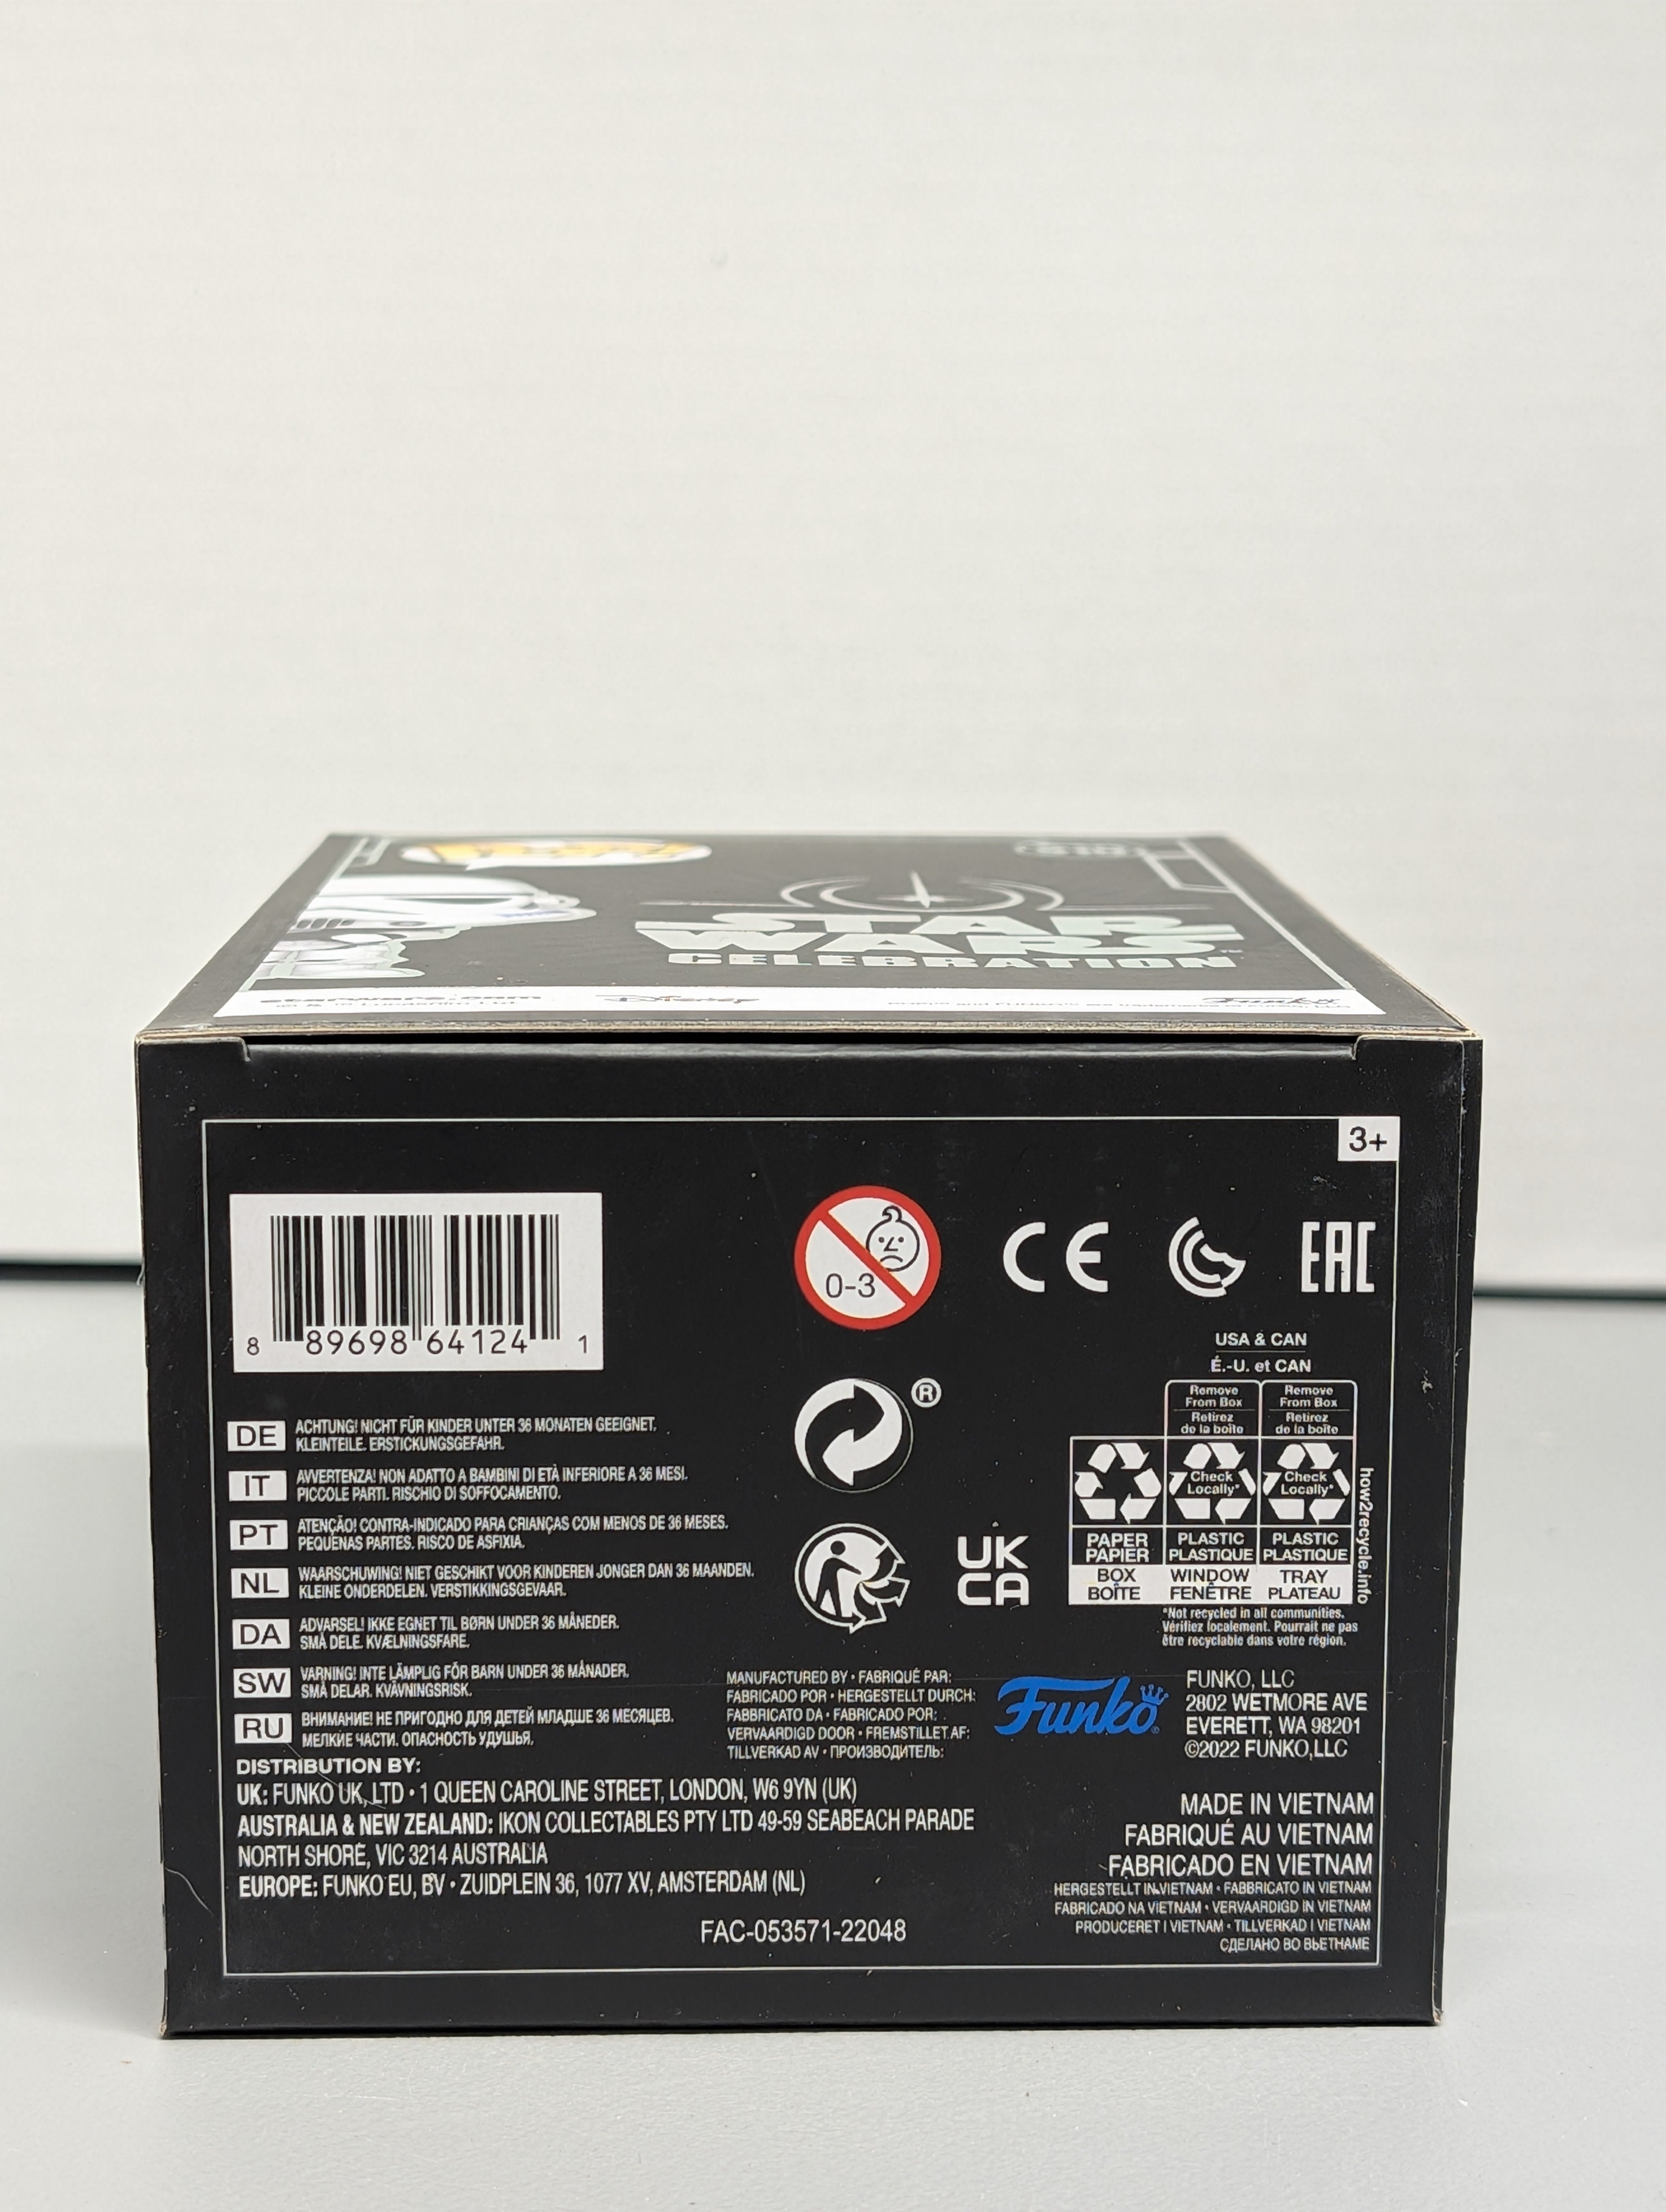 STAR
WARS
CELEBRATION
starwars.com
Disney
Funko
3+
8 89698 64124 1
0-3
CE
EAC
USA & CAN
É.-U. et CAN
Remove
From Box
Retirez
de la boîte
Remove
From Box
Retirez
de la boîte
Check
Locally*
Check
Locally*
PAPER
PAPIER
PLASTIC
PLASTIQUE
PLASTIC
PLASTIQUE
BOX
BOÎTE
WINDOW
FENÊTRE
TRAY
PLATEAU
how2recycle.info
*Not recycled in all communities.
Vérifiez localement. Pourrait ne pas
être recyclable dans votre région.
®
UK
CA
DE ACHTUNG! NICHT FÜR KINDER UNTER 36 MONATEN GEEIGNET.
KLEINTEILE. ERSTICKUNGSGEFAHR.
IT AVVERTENZA! NON ADATTO A BAMBINI DI ETÀ INFERIORE A 36 MESI.
PICCOLE PARTI. RISCHIO DI SOFFOCAMENTO.
PT ATENÇÃO! CONTRA-INDICADO PARA CRIANÇAS COM MENOS DE 36 MESES.
PEQUENAS PARTES. RISCO DE ASFIXIA.
NL WAARSCHUWING! NIET GESCHIKT VOOR KINDEREN JONGER DAN 36 MAANDEN.
KLEINE ONDERDELEN. VERSTIKKINGSGEVAAR.
DA ADVARSEL! IKKE EGNET TIL BØRN UNDER 36 MÅNEDER.
SMÅ DELE. KVÆLNINGSFARE.
SW VARNING! INTE LÄMPLIG FÖR BARN UNDER 36 MÅNADER.
SMÅ DELAR. KVÄVNINGSRISK.
RU ВНИМАНИЕ! НЕ ПРИГОДНО ДЛЯ ДЕТЕЙ МЛАДШЕ 36 МЕСЯЦЕВ.
МЕЛКИЕ ЧАСТИ. ОПАСНОСТЬ УДУШЬЯ.
MANUFACTURED BY • FABRIQUÉ PAR:
FABRICADO POR • HERGESTELLT DURCH:
FABBRICATO DA • FABRICADO POR:
VERVAARDIGD DOOR • FREMSTILLET AF:
TILLVERKAD AV • ПРОИЗВОДИТЕЛЬ:
Funko
FUNKO, LLC
2802 WETMORE AVE
EVERETT, WA 98201
©2022 FUNKO,LLC
DISTRIBUTION BY:
UK: FUNKO UK, LTD • 1 QUEEN CAROLINE STREET, LONDON, W6 9YN (UK)
AUSTRALIA & NEW ZEALAND: IKON COLLECTABLES PTY LTD 49-59 SEABEACH PARADE
NORTH SHORE, VIC 3214 AUSTRALIA
EUROPE: FUNKO EU, BV • ZUIDPLEIN 36, 1077 XV, AMSTERDAM (NL)
MADE IN VIETNAM
FABRIQUÉ AU VIETNAM
FABRICADO EN VIETNAM
HERGESTELLT IN VIETNAM • FABBRICATO IN VIETNAM
FABRICADO NA VIETNAM • VERVAARDIGD IN VIETNAM
PRODUCERET I VIETNAM • TILLVERKAD I VIETNAM
СДЕЛАНО ВО ВЬЕТНАМЕ
FAC-053571-22048